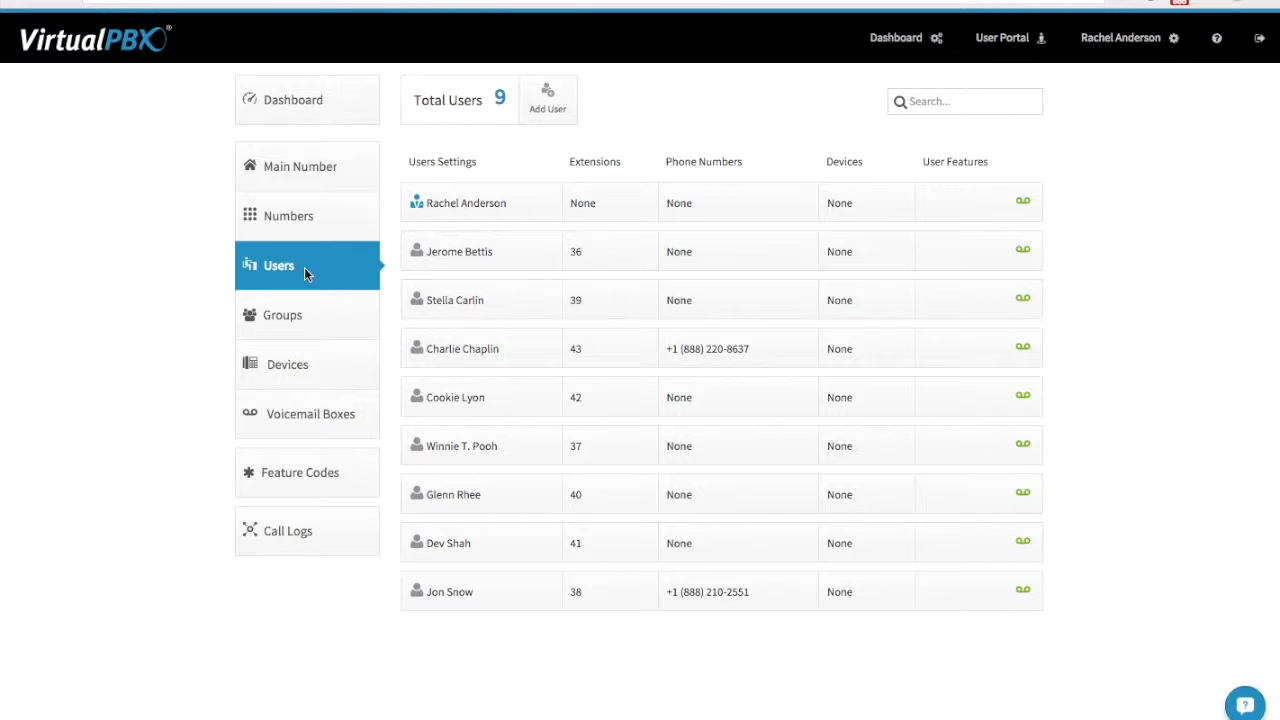 VirtualPBX®
Dashboard
User Portal
Rachel Anderson
Dashboard
Main Number
Numbers
Users
Groups
Devices
Voicemail Boxes
Feature Codes
Call Logs
Total Users 9
Add User
Search...
Users Settings Extensions Phone Numbers Devices User Features
Rachel Anderson None None None
Jerome Bettis 36 None None
Stella Carlin 39 None None
Charlie Chaplin 43 +1 (888) 220-8637 None
Cookie Lyon 42 None None
Winnie T. Pooh 37 None None
Glenn Rhee 40 None None
Dev Shah 41 None None
Jon Snow 38 +1 (888) 210-2551 None